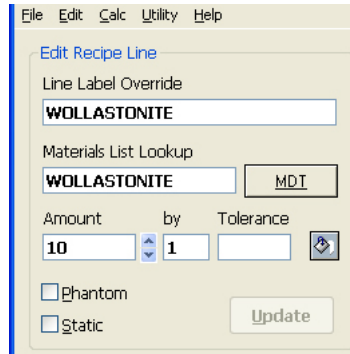 File Edit Calc Utility Help
Edit Recipe Line
Line Label Override
WOLLASTONITE
Materials List Lookup
WOLLASTONITE MDT
Amount by Tolerance
10 1
Phantom
Static Update